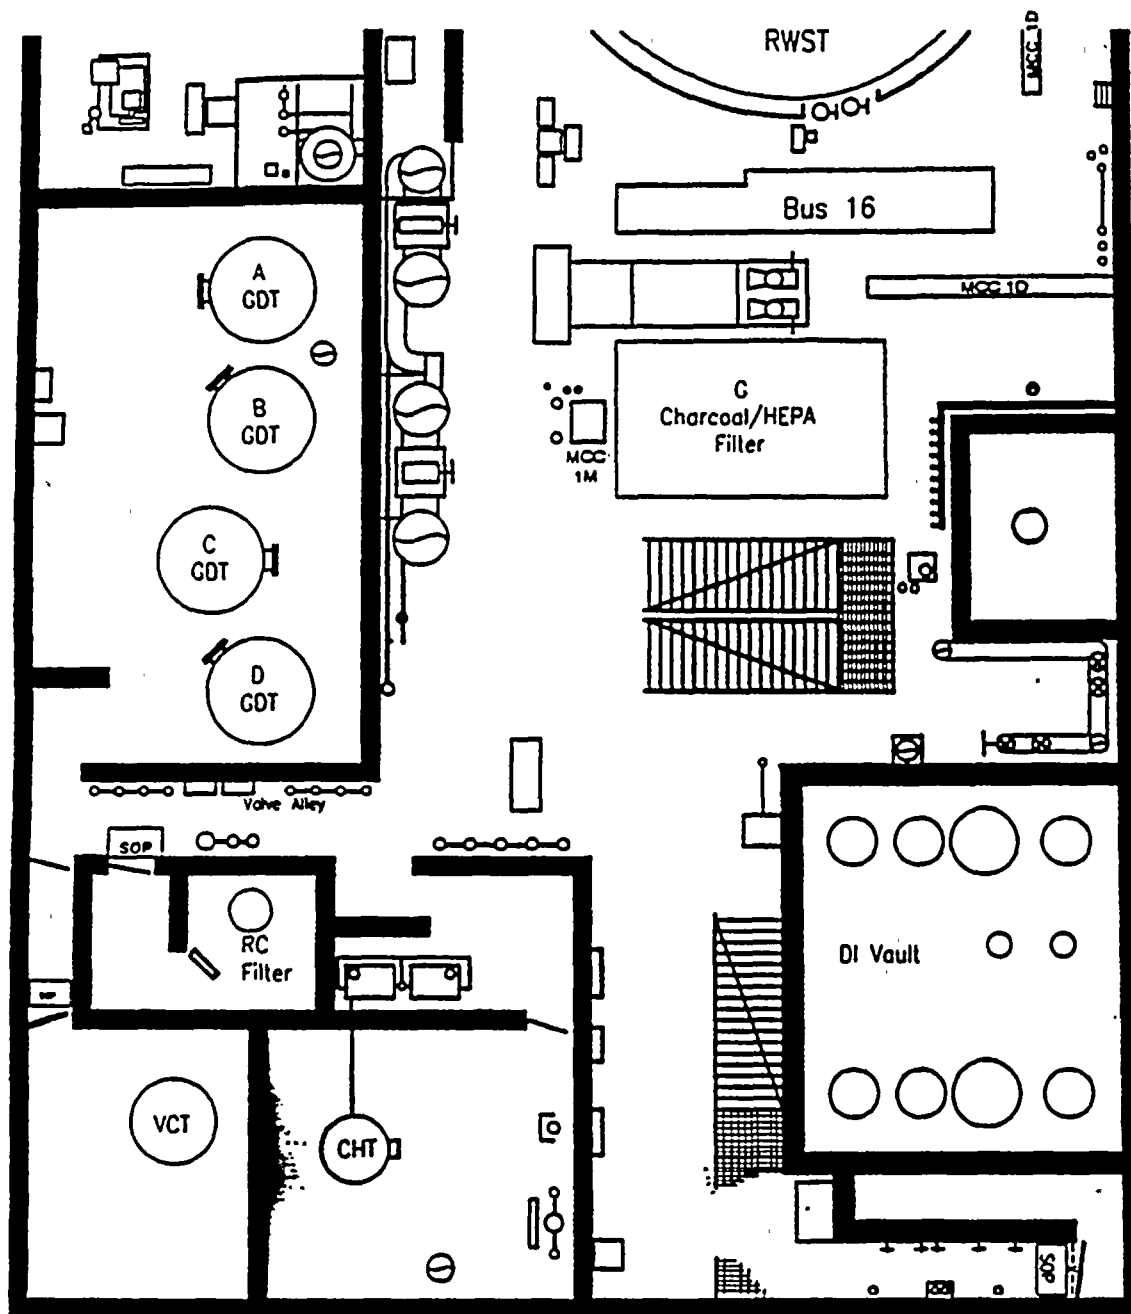 RWST
MCC 1D
Bus 16
A
GDT
MCC 1D
B
GDT
G
Charcoal/HEPA
Filter
MCC
1M
C
GDT
D
GDT
Valve Alley
SOP
RC
Filter
DI Vault
VCT
CHT
SOP